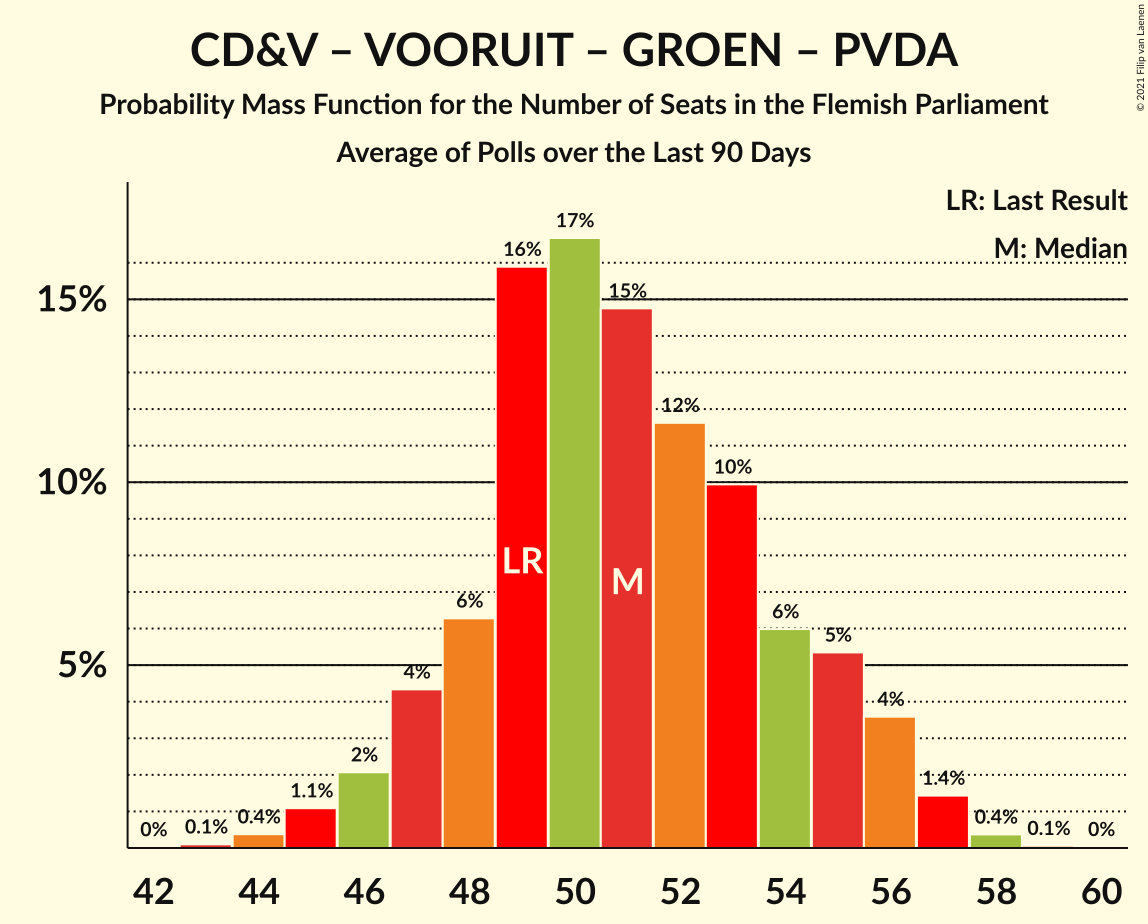 CD&V – VOORUIT – GROEN – PVDA
Probability Mass Function for the Number of Seats in the Flemish Parliament
Average of Polls over the Last 90 Days
© 2021 Filip van Laenen
LR: Last Result
M: Median
17%
16%
15%
15%
12%
10%
10%
LR
M
6%
6%
5%
5%
4%
4%
2%
1.1%
1.4%
0%
0.1%
0.4%
0.4%
0.1%
0%
42 44 46 48 50 52 54 56 58 60